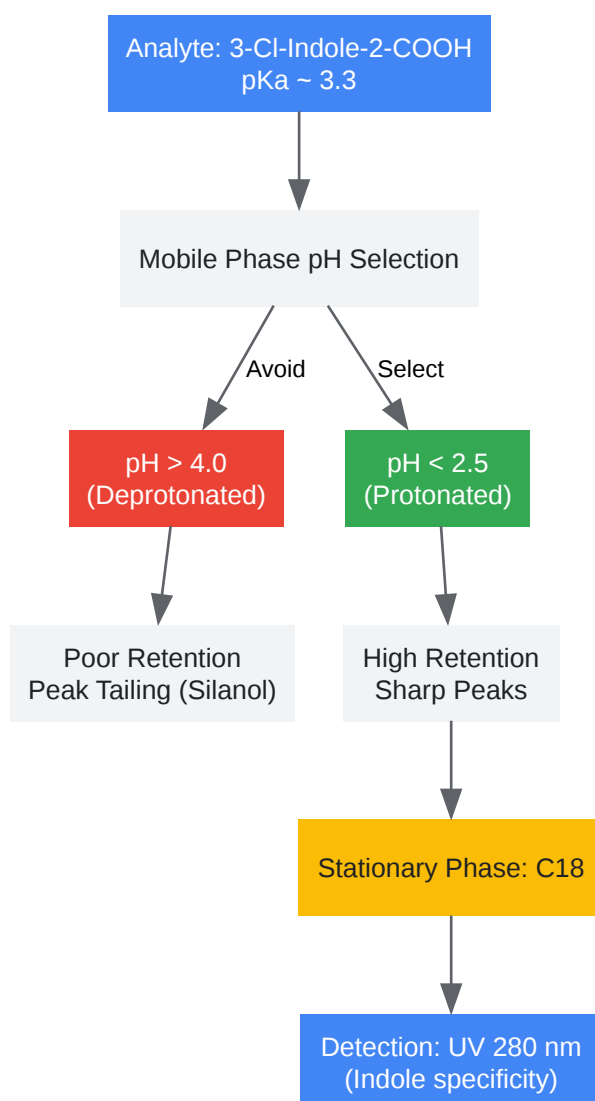 Analyte: 3-Cl-Indole-2-COOH
pKa ~ 3.3
Mobile Phase pH Selection
Avoid
Select
pH > 4.0
(Deprotonated)
pH < 2.5
(Protonated)
Poor Retention
Peak Tailing (Silanol)
High Retention
Sharp Peaks
Stationary Phase: C18
Detection: UV 280 nm
(Indole specificity)